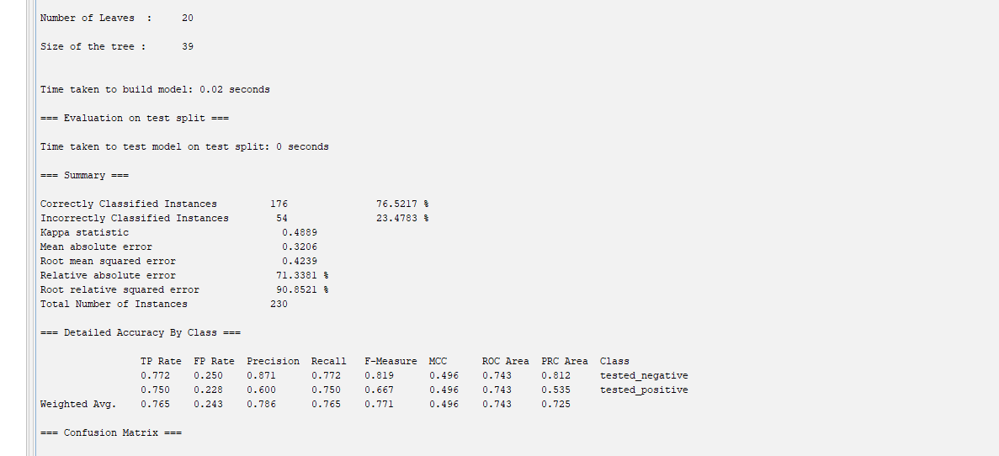 Number of Leaves  :     20
Size of the tree :      39
Time taken to build model: 0.02 seconds
=== Evaluation on test split ===
Time taken to test model on test split: 0 seconds
=== Summary ===
Correctly Classified Instances         176               76.5217 %
Incorrectly Classified Instances        54               23.4783 %
Kappa statistic                          0.4889
Mean absolute error                      0.3206
Root mean squared error                  0.4239
Relative absolute error                 71.3381 %
Root relative squared error             90.8521 %
Total Number of Instances              230
=== Detailed Accuracy By Class ===
                 TP Rate  FP Rate  Precision  Recall   F-Measure  MCC      ROC Area  PRC Area  Class
                 0.772    0.250    0.871      0.772    0.819      0.496    0.743     0.812     tested_negative
                 0.750    0.228    0.600      0.750    0.667      0.496    0.743     0.535     tested_positive
Weighted Avg.    0.765    0.243    0.786      0.765    0.771      0.496    0.743     0.725
=== Confusion Matrix ===